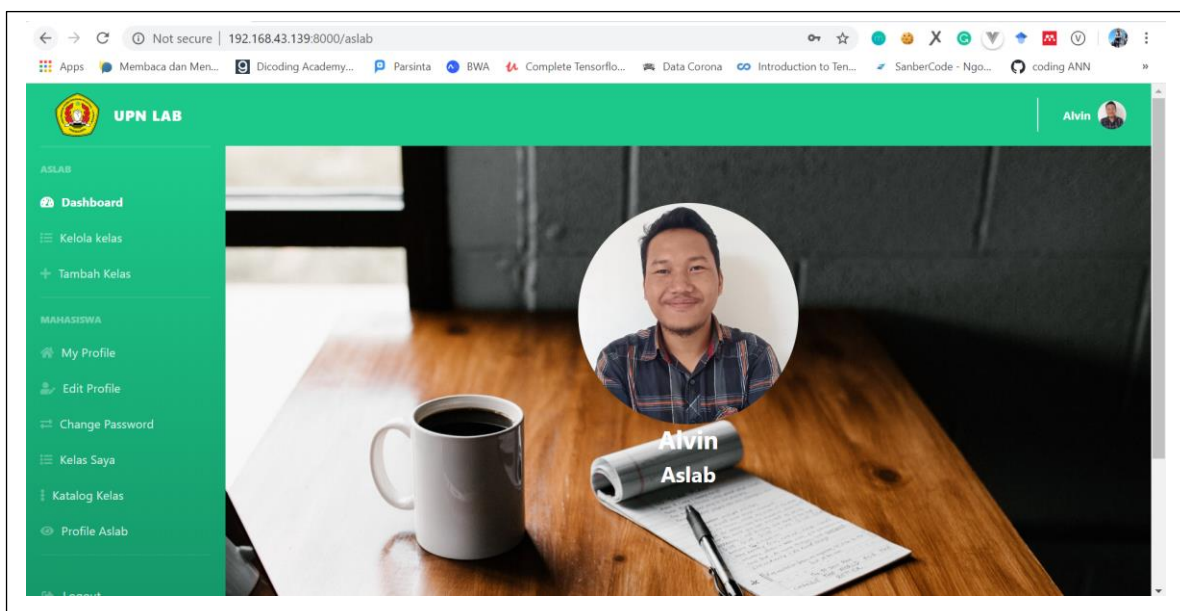 Not secure | 192.168.43.139:8000/aslab
Apps Membaca dan Men... Dicoding Academy... Parsinta BWA Complete Tensorflo... Data Corona Introduction to Ten... SanberCode - Ngo... coding ANN »
UPN LAB
Alvin
ASLAB
Dashboard
Kelola kelas
Tambah Kelas
MAHASISWA
My Profile
Edit Profile
Change Password
Kelas Saya
Katalog Kelas
Profile Aslab
Logout
Alvin
Aslab